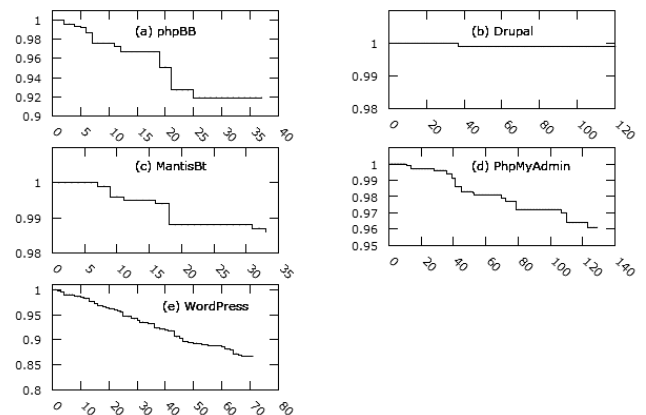 (a) phpBB
1
0.98
0.96
0.94
0.92
0.9
0 5 10 15 20 25 30 35 40
(b) Drupal
1
0.99
0.98
0 20 40 60 80 100 120
(c) MantisBt
1
0.99
0.98
0 5 10 15 20 25 30 35
(d) PhpMyAdmin
1
0.99
0.98
0.97
0.96
0.95
0 20 40 60 80 100 120 140
(e) WordPress
1
0.95
0.9
0.85
0.8
0 10 20 30 40 50 60 70 80